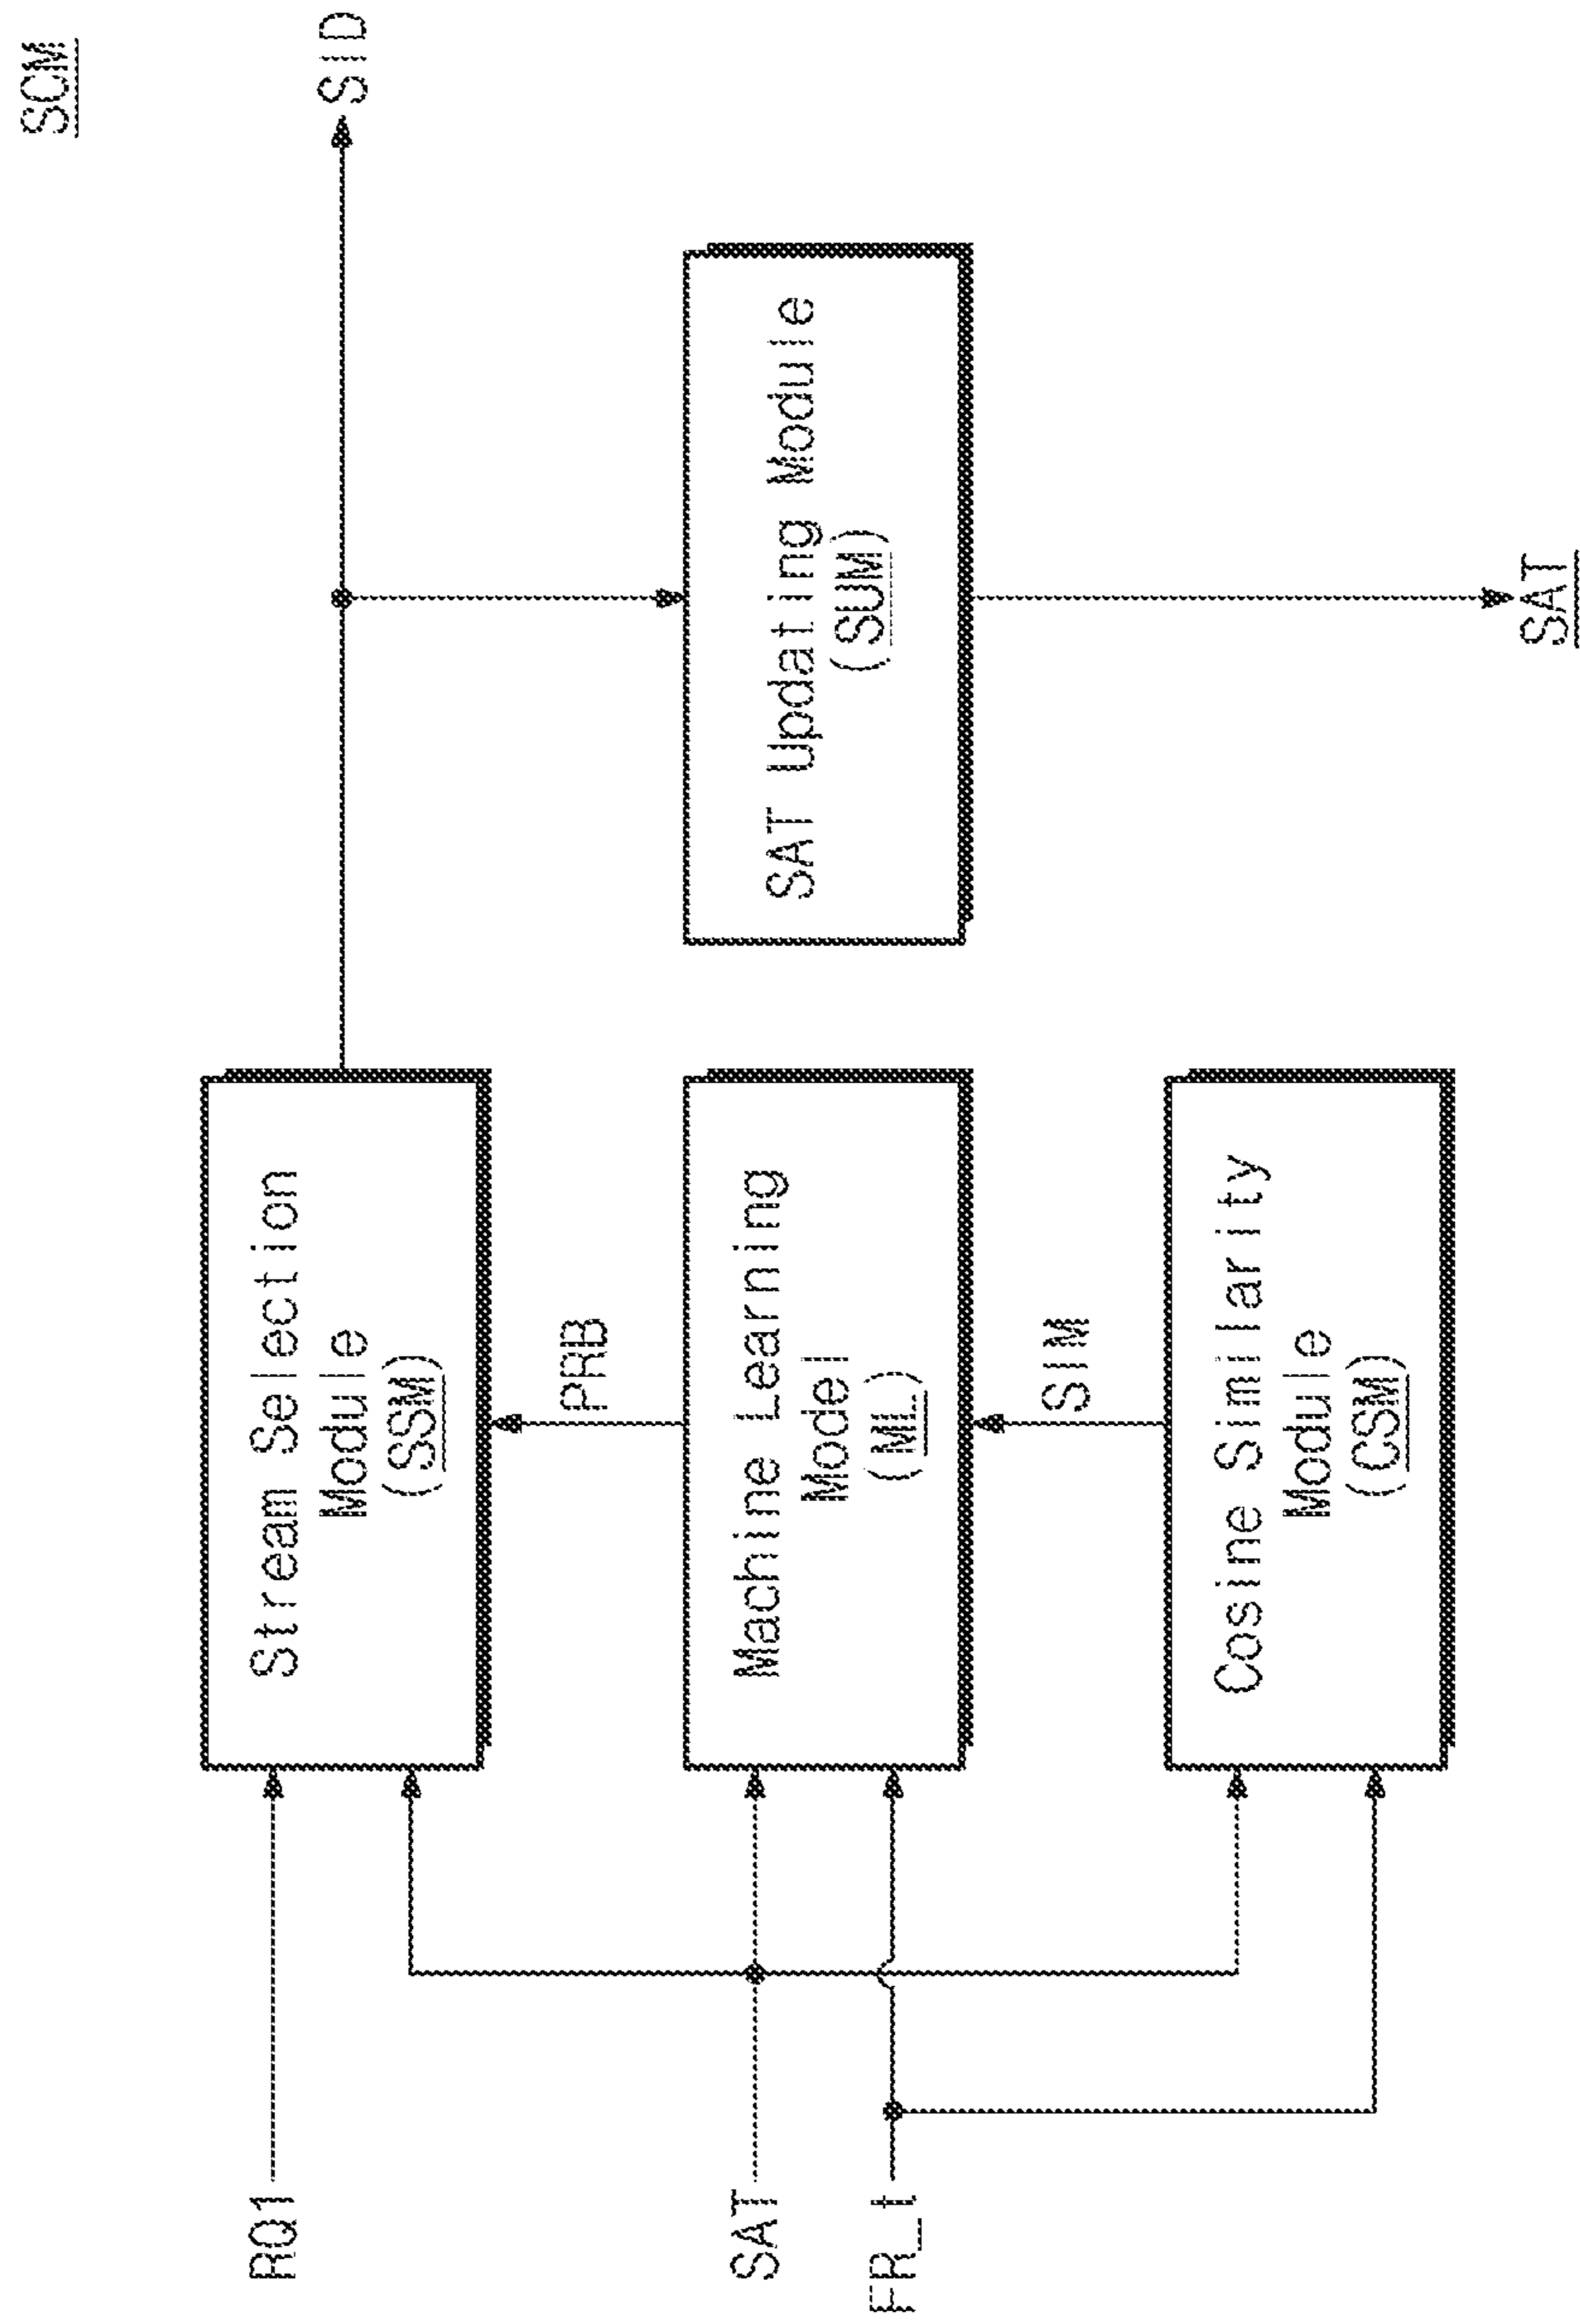 SCM
RQ1
Stream Selection
Module
(SSM)
SID
PRB
SAT
FR_t
Machine Learning
Model
(ML)
SAT Updating Module
(SUM)
SIM
Cosine Similarity
Module
(CSM)
SAT